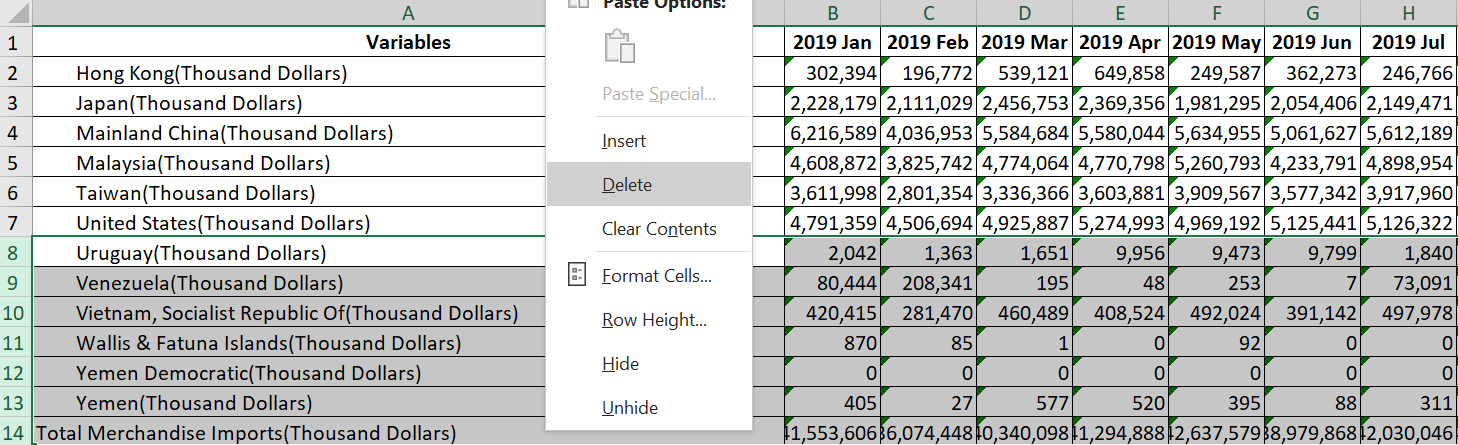 A B C D E F G H
1 Variables 2019 Jan 2019 Feb 2019 Mar 2019 Apr 2019 May 2019 Jun 2019 Jul
2 Hong Kong(Thousand Dollars) 302,394 196,772 539,121 649,858 249,587 362,273 246,766
3 Japan(Thousand Dollars) 2,228,179 2,111,029 2,456,753 2,369,356 1,981,295 2,054,406 2,149,471
4 Mainland China(Thousand Dollars) 6,216,589 4,036,953 5,584,684 5,580,044 5,634,955 5,061,627 5,612,189
5 Malaysia(Thousand Dollars) 4,608,872 3,825,742 4,774,064 4,770,798 5,260,793 4,233,791 4,898,954
6 Taiwan(Thousand Dollars) 3,611,998 2,801,354 3,336,366 3,603,881 3,909,567 3,577,342 3,917,960
7 United States(Thousand Dollars) 4,791,359 4,506,694 4,925,887 5,274,993 4,969,192 5,125,441 5,126,322
8 Uruguay(Thousand Dollars) 2,042 1,363 1,651 9,956 9,473 9,799 1,840
9 Venezuela(Thousand Dollars) 80,444 208,341 195 48 253 7 73,091
10 Vietnam, Socialist Republic Of(Thousand Dollars) 420,415 281,470 460,489 408,524 492,024 391,142 497,978
11 Wallis & Fatuna Islands(Thousand Dollars) 870 85 1 0 92 0 0
12 Yemen Democratic(Thousand Dollars) 0 0 0 0 0 0 0
13 Yemen(Thousand Dollars) 405 27 577 520 395 88 311
14 Total Merchandise Imports(Thousand Dollars) 41,553,606 36,074,448 40,340,098 41,294,888 42,637,579 38,979,868 42,030,046
Paste Options:
Paste Special...
Insert
Delete
Clear Contents
Format Cells...
Row Height...
Hide
Unhide